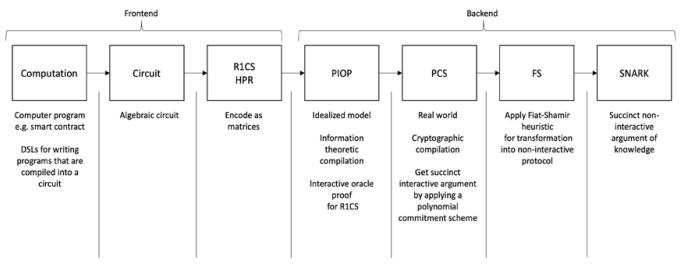 Frontend
Backend
Computation
Circuit
R1CS
HPR
PIOP
PCS
FS
SNARK
Computer program
e.g. smart contract
DSLs for writing
programs that are
compiled into a
circuit
Algebraic circuit
Encode as
matrices
Idealized model
Information
theoretic
compilation
Interactive oracle
proof
for R1CS
Real world
Cryptographic
compilation
Get succinct
interactive argument
by applying a
polynomial
commitment scheme
Apply Fiat-Shamir
heuristic
for transformation
into non-interactive
protocol
Succinct non-
interactive
argument of
knowledge